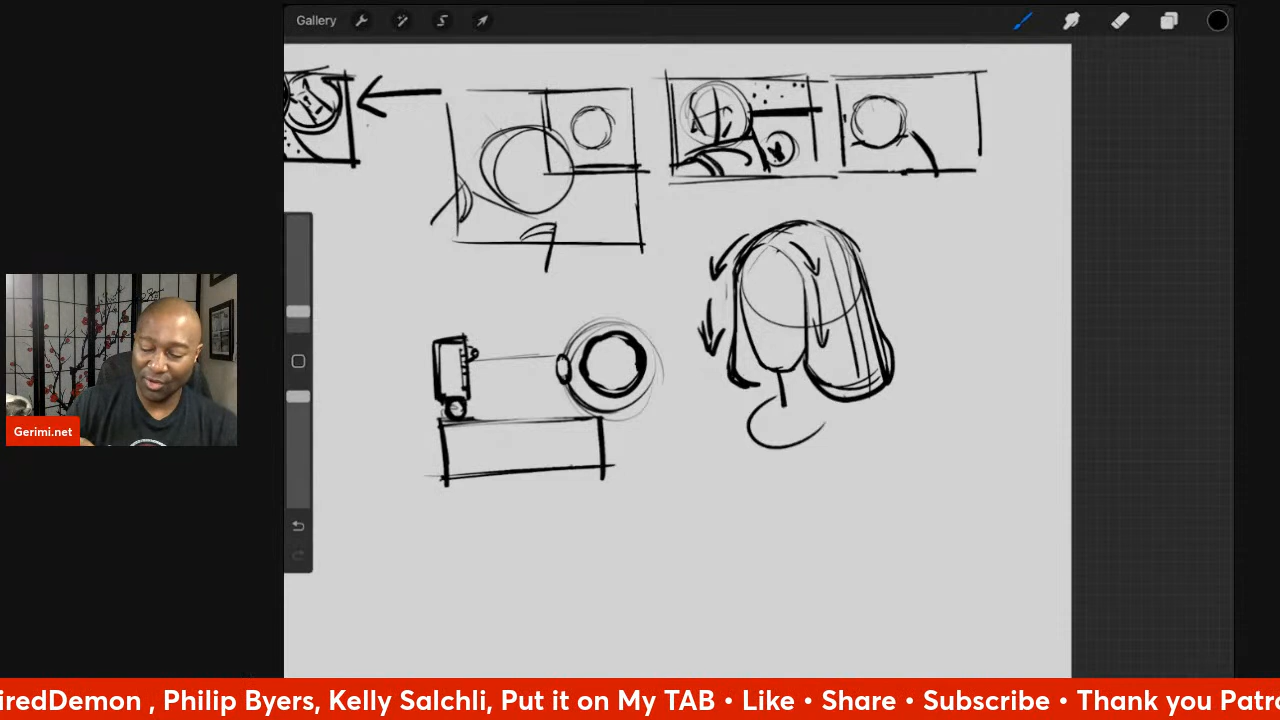 Gallery
Gerimi.net
iredDemon , Philip Byers, Kelly Salchli, Put it on My TAB • Like • Share • Subscribe • Thank you Patr